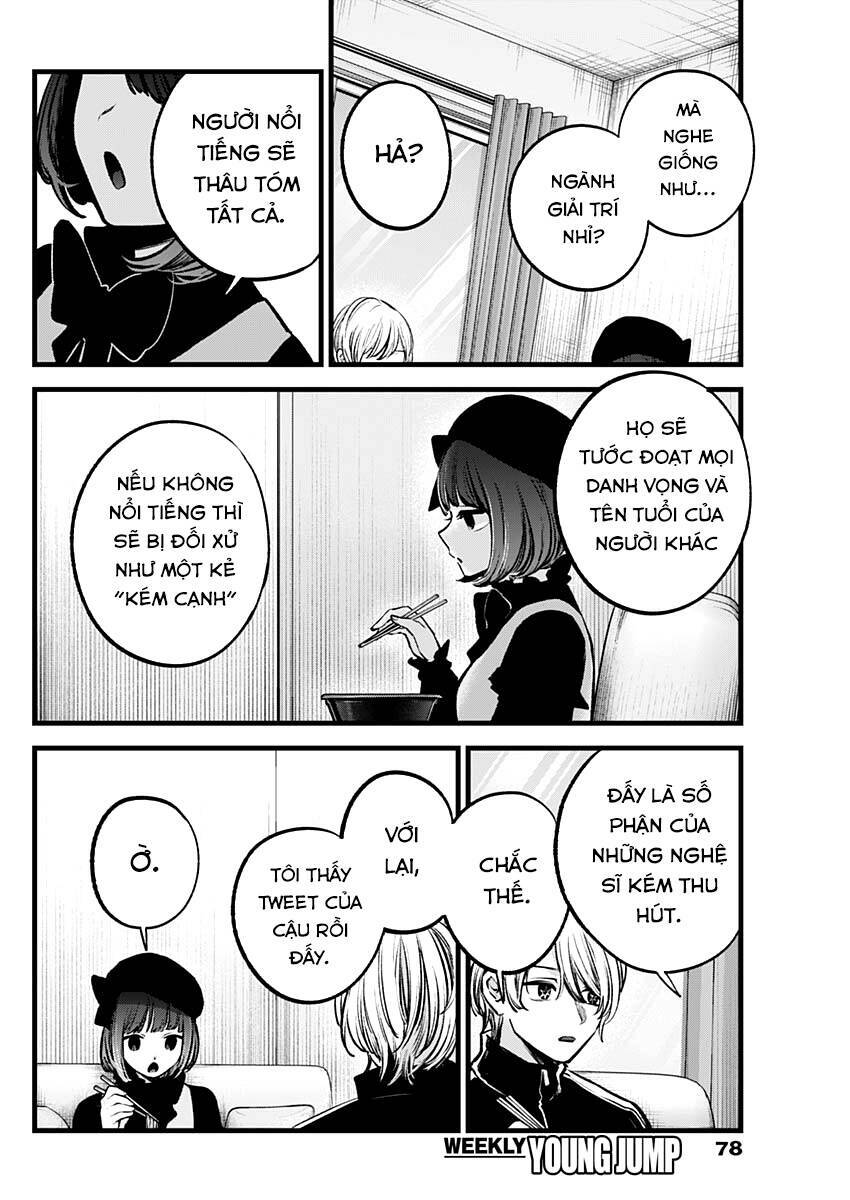 MÀ
NGHE
GIỐNG
NHƯ...
NGÀNH
GIẢI TRÍ
NHỈ?
HẢ?
NGƯỜI NỔI
TIẾNG SẼ
THÂU TÓM
TẤT CẢ.
HỌ SẼ
TƯỚC ĐOẠT MỌI
DANH VỌNG VÀ
TÊN TUỔI CỦA
NGƯỜI KHÁC
NẾU KHÔNG
NỔI TIẾNG THÌ
SẼ BỊ ĐỐI XỬ
NHƯ MỘT KẺ
"KÉM CẠNH"
ĐẤY LÀ SỐ
PHẬN CỦA
NHỮNG NGHỆ
SĨ KÉM THU
HÚT.
CHẮC
THẾ.
VỚI
LẠI,
TÔI THẤY
TWEET CỦA
CẬU RỒI
ĐẤY.
Ờ.
WEEKLY YOUNG JUMP 78